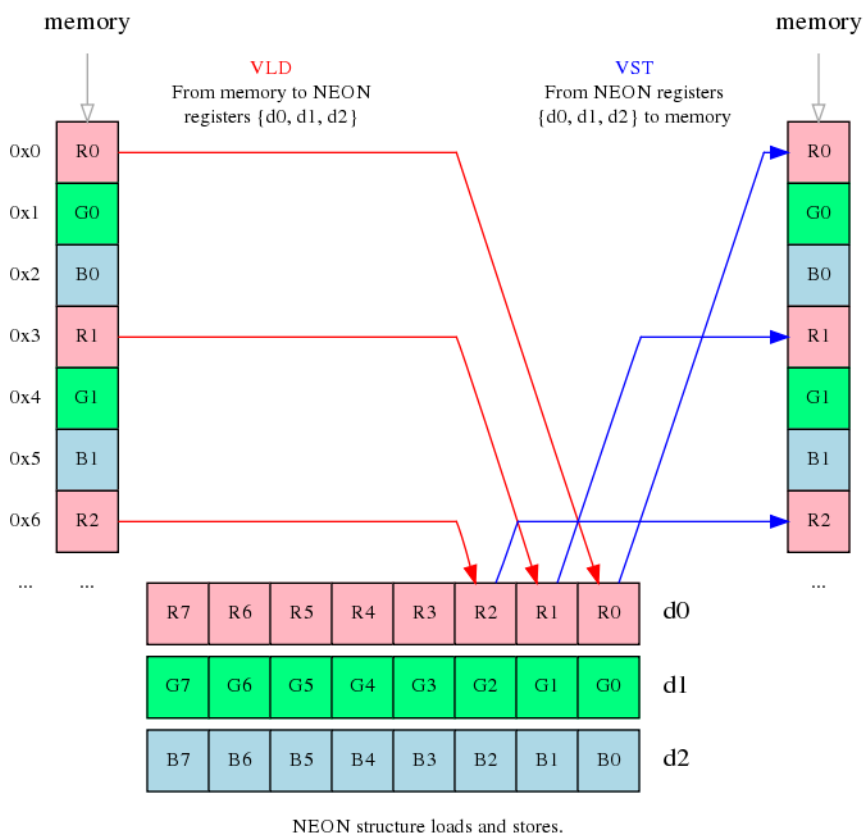 memory
memory
VLD
From memory to NEON
registers {d0, d1, d2}
VST
From NEON registers
{d0, d1, d2} to memory
0x0 R0 R0
0x1 G0 G0
0x2 B0 B0
0x3 R1 R1
0x4 G1 G1
0x5 B1 B1
0x6 R2 R2
... ... ...
R7 R6 R5 R4 R3 R2 R1 R0 d0
G7 G6 G5 G4 G3 G2 G1 G0 d1
B7 B6 B5 B4 B3 B2 B1 B0 d2
NEON structure loads and stores.